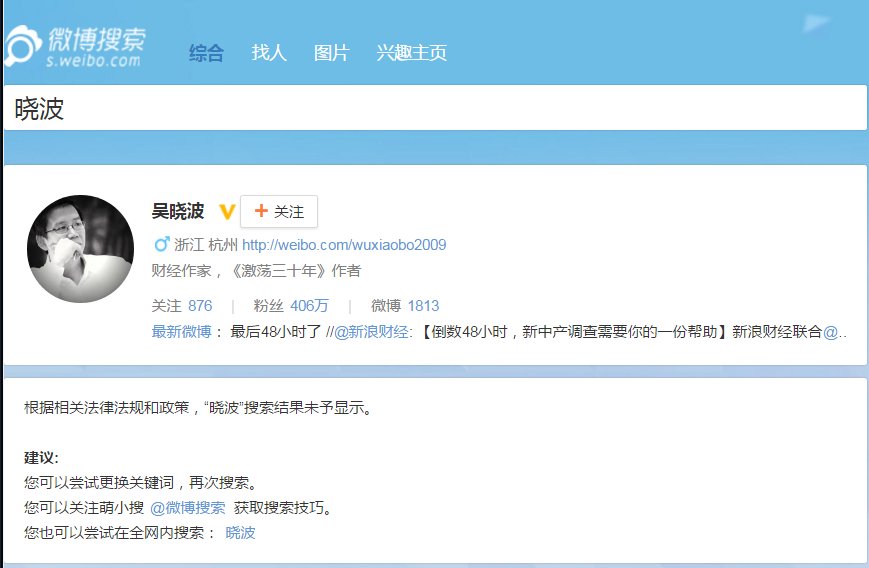 微博搜索
s.weibo.com
综合 找人 图片 兴趣主页
晓波
吴晓波 V + 关注
浙江 杭州 http://weibo.com/wuxiaobo2009
财经作家，《激荡三十年》作者
关注 876 | 粉丝 406万 | 微博 1813
最新微博： 最后48小时了 //@新浪财经:【倒数48小时，新中产调查需要你的一份帮助】新浪财经联合@..
根据相关法律法规和政策，“晓波”搜索结果未予显示。
建议:
您可以尝试更换关键词，再次搜索。
您可以关注萌小搜 @微博搜索 获取搜索技巧。
您也可以尝试在全网内搜索： 晓波